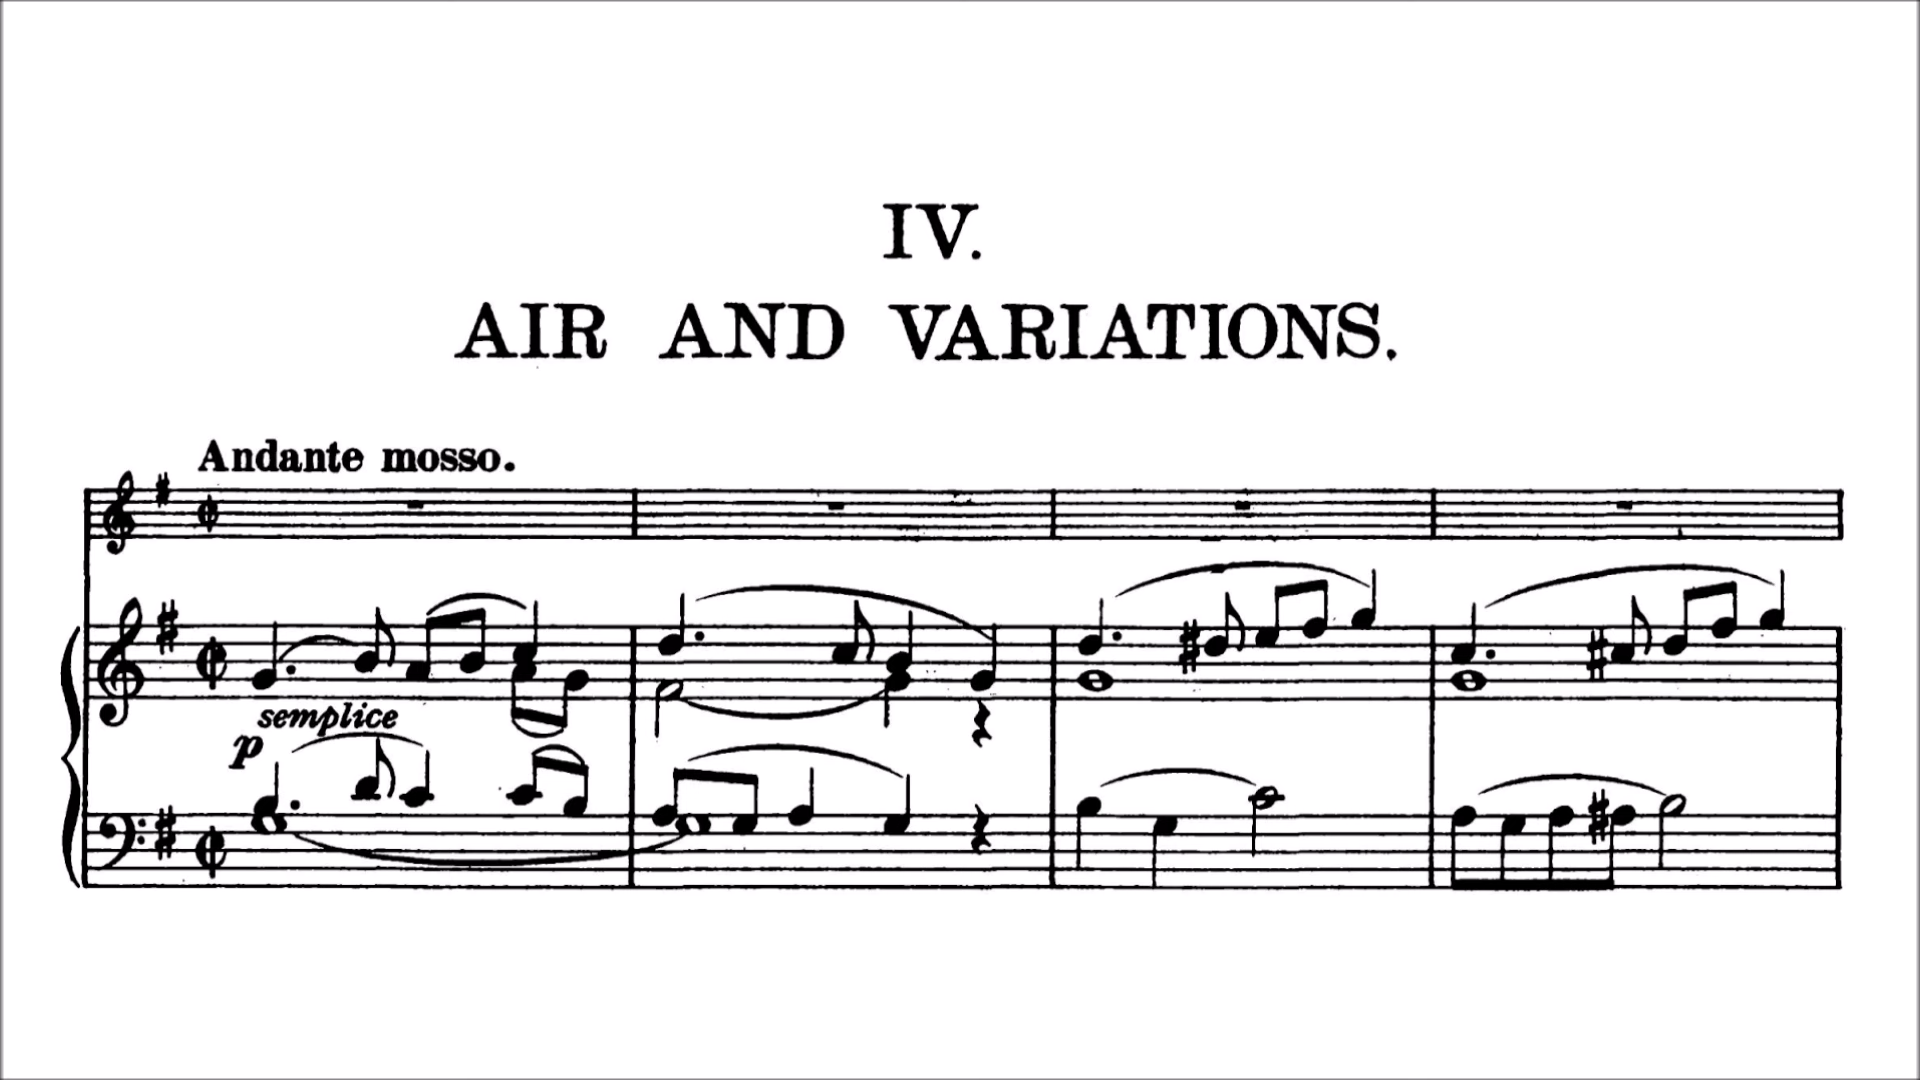 IV.
AIR AND VARIATIONS.
Andante mosso.
semplice
p